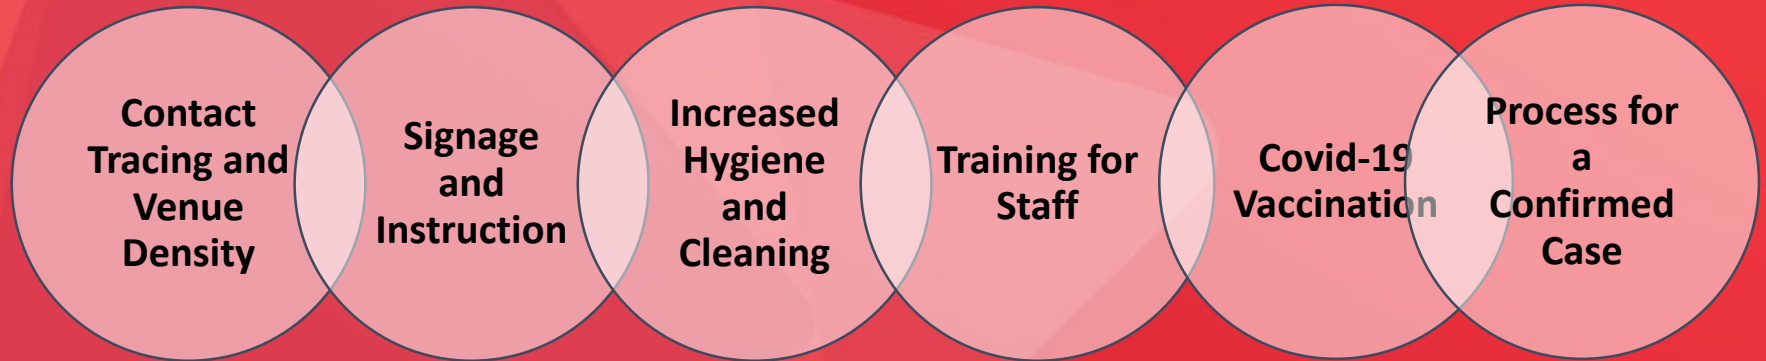 Contact
Tracing and
Venue
Density
Signage
and
Instruction
Increased
Hygiene
and
Cleaning
Training for
Staff
Covid-19
Vaccination
Process for
a
Confirmed
Case